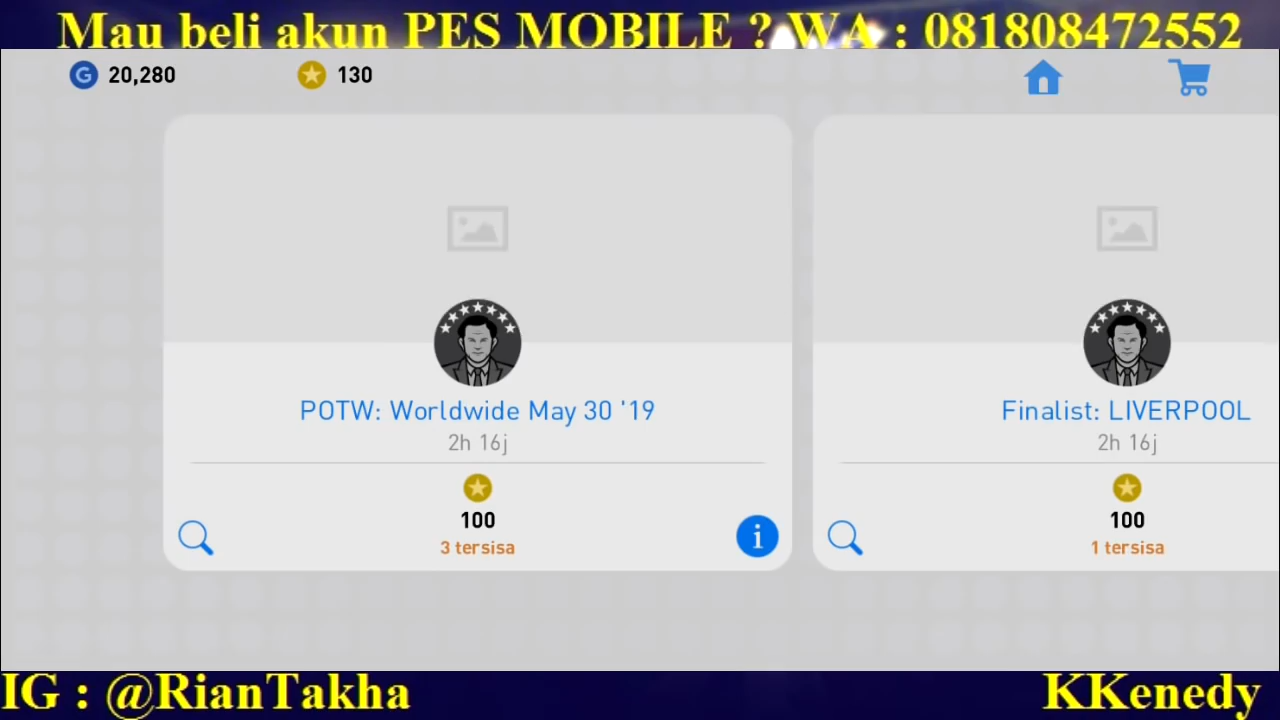 Mau beli akun PES MOBILE ? WA : 081808472552
G 20,280 130
POTW: Worldwide May 30 '19
2h 16j
100
3 tersisa
i
Finalist: LIVERPOOL
2h 16j
100
1 tersisa
IG : @RianTakha
KKenedy